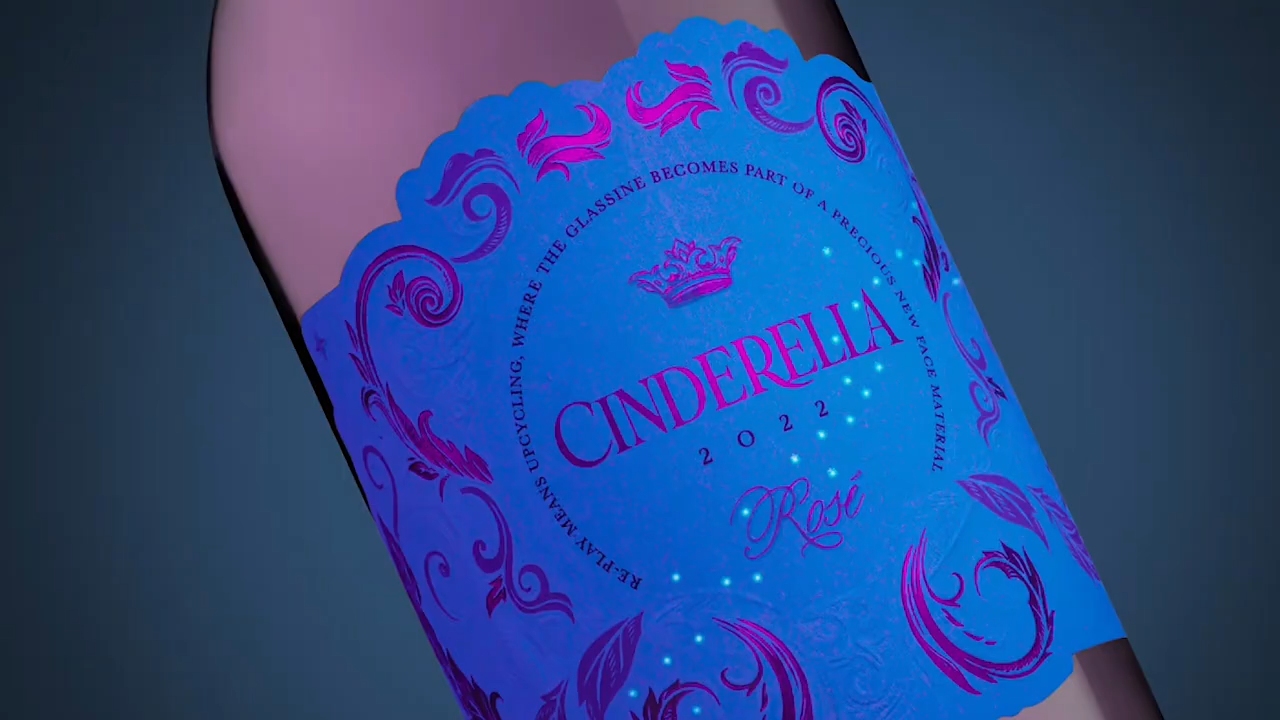 RE-PLAY MEANS UPCYCLING, WHERE THE GLASSINE BECOMES PART OF A PRECIOUS NEW FACE MATERIAL
CINDERELLA
2022
Rosé